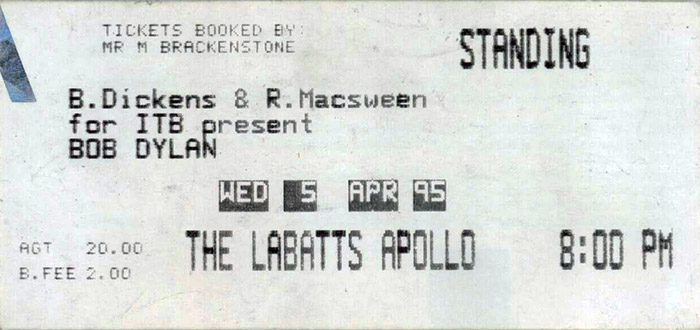 TICKETS BOOKED BY:
MR M BRACKENSTONE
STANDING
B.Dickens & R.Macsween
for ITB present
BOB DYLAN
WED 5 APR 95
AGT 20.00
B.FEE 2.00
THE LABATTS APOLLO
8:00 PM